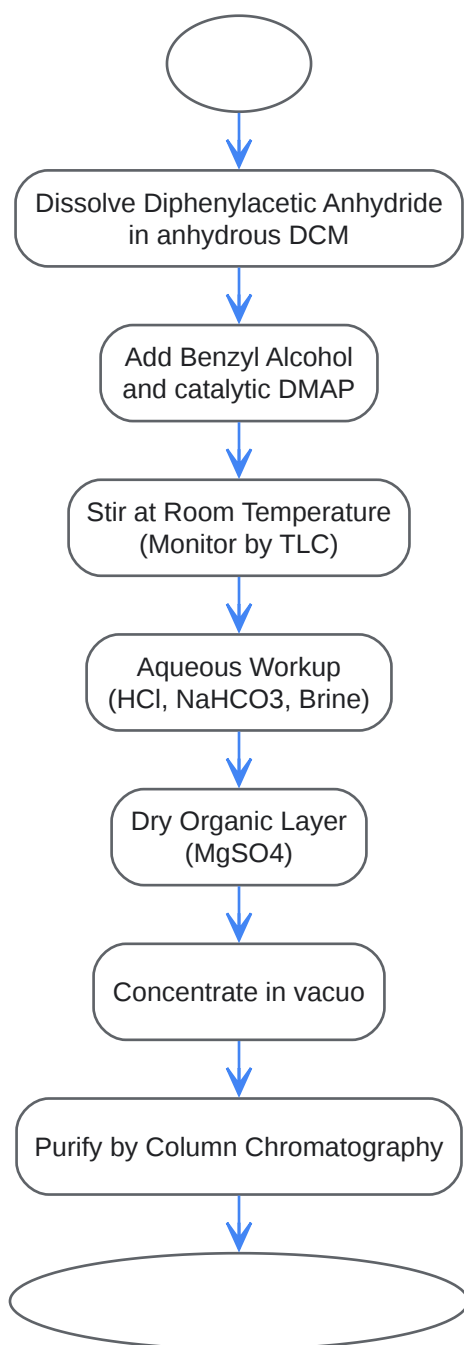 Dissolve Diphenylacetic Anhydride
in anhydrous DCM
Add Benzyl Alcohol
and catalytic DMAP
Stir at Room Temperature
(Monitor by TLC)
Aqueous Workup
(HCl, NaHCO3, Brine)
Dry Organic Layer
(MgSO4)
Concentrate in vacuo
Purify by Column Chromatography